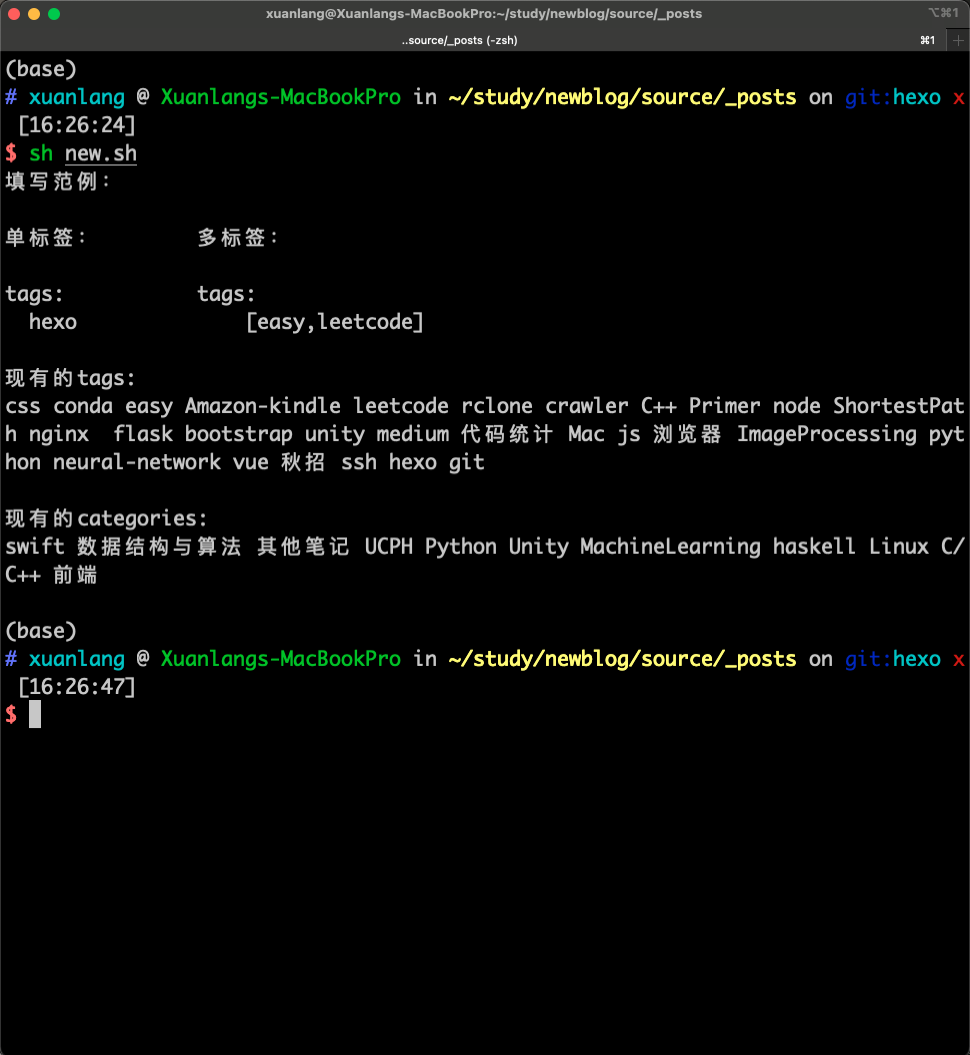 xuanlang@Xuanlangs-MacBookPro:~/study/newblog/source/_posts ⌥⌘1
..source/_posts (-zsh) ⌘1 +
(base)
# xuanlang @ Xuanlangs-MacBookPro in ~/study/newblog/source/_posts on git:hexo x
[16:26:24]
$ sh new.sh
填写范例：
单标签： 多标签：
tags: tags:
hexo [easy,leetcode]
现有的tags:
css conda easy Amazon-kindle leetcode rclone crawler C++ Primer node ShortestPat
h nginx  flask bootstrap unity medium 代码统计 Mac js 浏览器 ImageProcessing pyt
hon neural-network vue 秋招 ssh hexo git
现有的categories:
swift 数据结构与算法 其他笔记 UCPH Python Unity MachineLearning haskell Linux C/
C++ 前端
(base)
# xuanlang @ Xuanlangs-MacBookPro in ~/study/newblog/source/_posts on git:hexo x
[16:26:47]
$